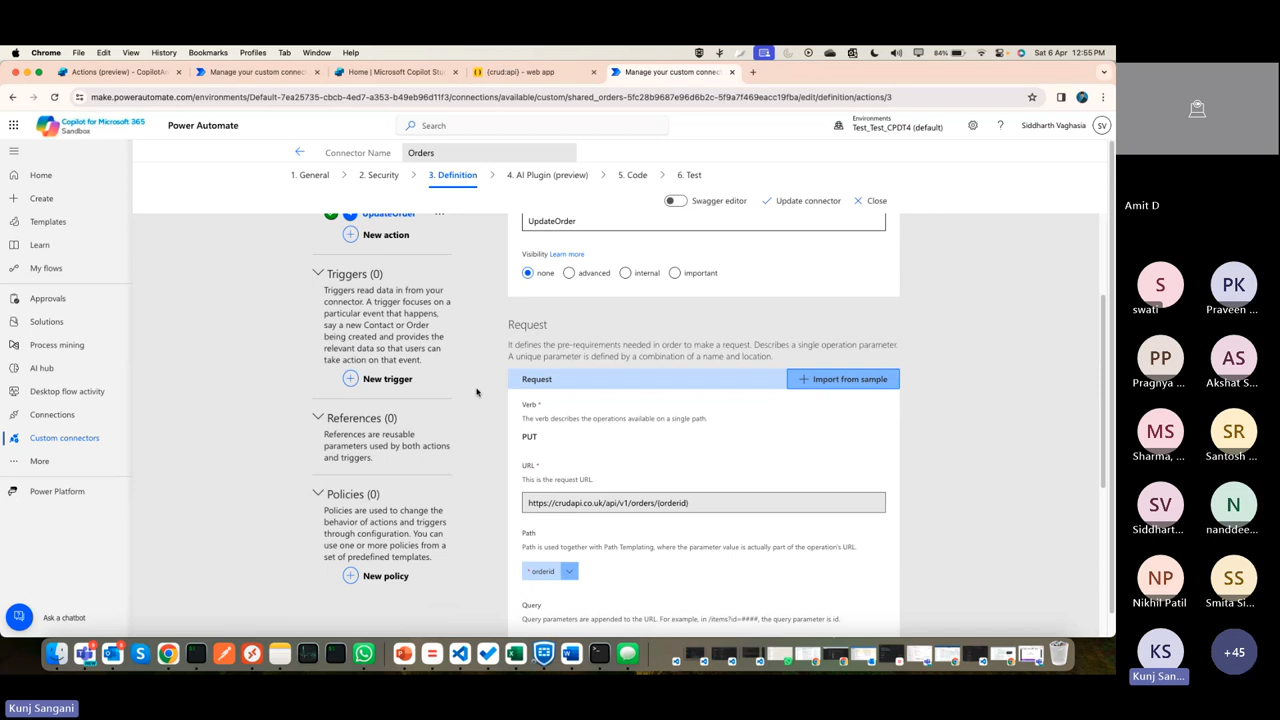 Chrome File Edit View History Bookmarks Profiles Tab Window Help 84% Sat 6 Apr 12:55 PM
Actions (preview) - CopilotAr
Manage your custom connec
Home | Microsoft Copilot Stu
{crud:api} - web app
Manage your custom connec
make.powerautomate.com/environments/Default-7ea25735-cbcb-4ed7-a353-b49eb96d11f3/connections/available/custom/shared_orders-5fc28b9687e96d6b2c-5f9a7f469eacc19fba/edit/definition/actions/3
Copilot for Microsoft 365
Sandbox
Power Automate
Search
Environments
Test_Test_CPDT4 (default)
?
Siddharth Vaghasia
SV
Connector Name
Orders
1. General
2. Security
3. Definition
4. AI Plugin (preview)
5. Code
6. Test
Swagger editor
Update connector
Close
Home
Create
Templates
Learn
My flows
Approvals
Solutions
Process mining
AI hub
Desktop flow activity
Connections
Custom connectors
More
Power Platform
Ask a chatbot
UpdateOrder
New action
Triggers (0)
Triggers read data in from your
connector. A trigger focuses on a
particular event that happens,
say a new Contact or Order
being created and provides the
relevant data so that users can
take action on that event.
New trigger
References (0)
References are reusable
parameters used by both actions
and triggers.
Policies (0)
Policies are used to change the
behavior of actions and triggers
through configuration. You can
use one or more policies from a
set of predefined templates.
New policy
UpdateOrder
Visibility Learn more
none advanced internal important
Request
It defines the pre-requirements needed in order to make a request. Describes a single operation parameter.
A unique parameter is defined by a combination of a name and location.
Request
Import from sample
Verb *
The verb describes the operations available on a single path.
PUT
URL *
This is the request URL.
https://crudapi.co.uk/api/v1/orders/{orderid}
Path
Path is used together with Path Templating, where the parameter value is actually part of the operation's URL.
* orderid
Query
Query parameters are appended to the URL. For example, in /items?id=####, the query parameter is id.
Amit D
S
swati
PK
Praveen ...
PP
Pragnya ...
AS
Akshat S...
MS
Sharma, ...
SR
Santosh ...
SV
Siddhart...
N
nanddee...
NP
Nikhil Patil
SS
Smita Si...
KS
Kunj San...
+45
Kunj Sangani